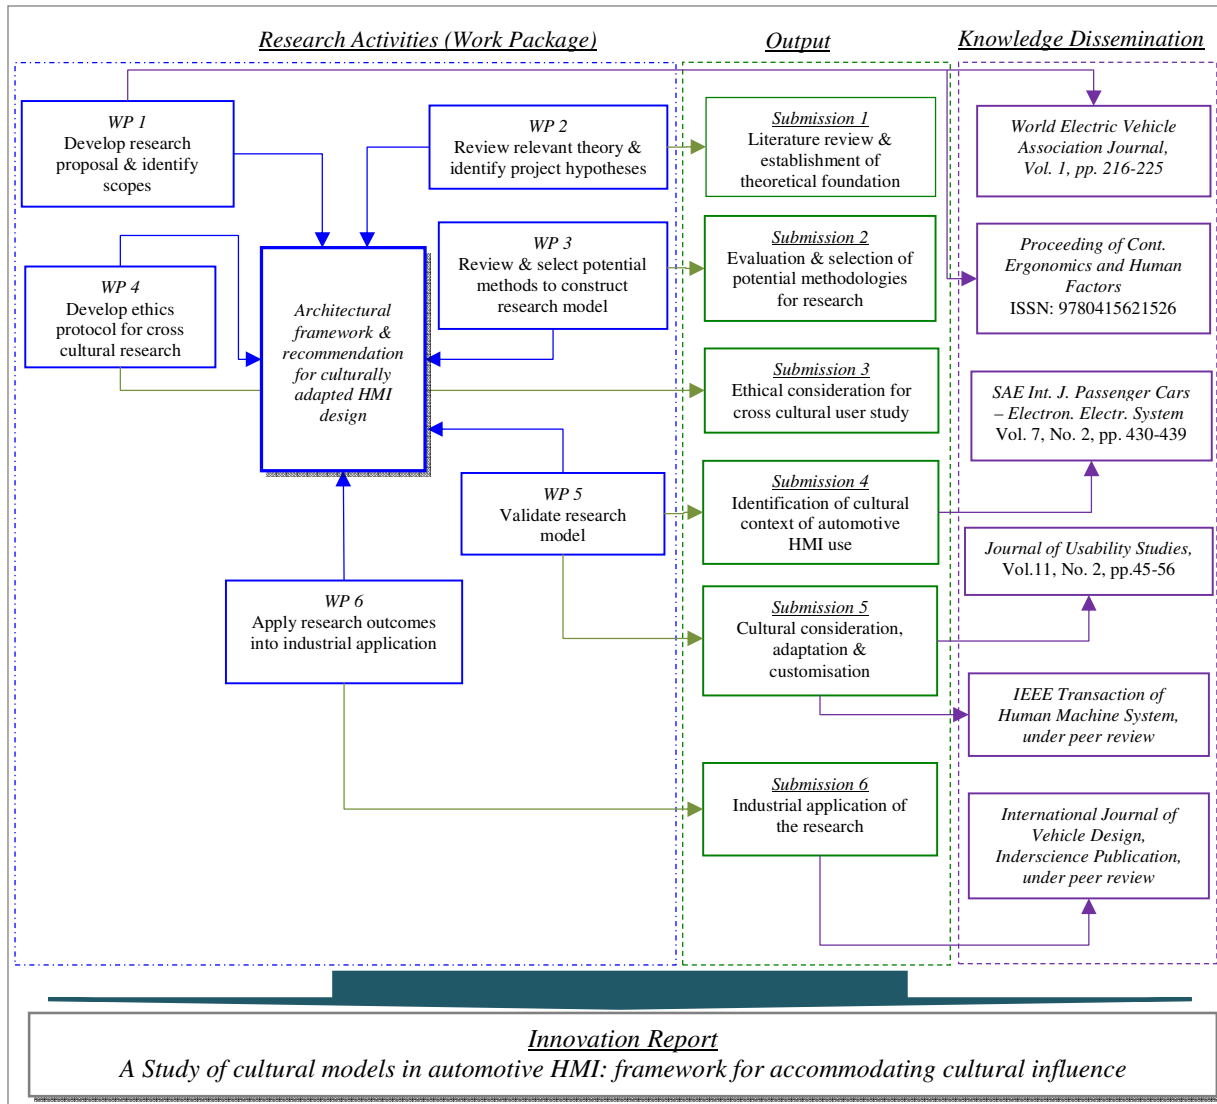 Research Activities (Work Package)
Output
Knowledge Dissemination
WP 1
Develop research
proposal & identify
scopes
WP 2
Review relevant theory &
identify project hypotheses
Submission 1
Literature review &
establishment of
theoretical foundation
World Electric Vehicle
Association Journal,
Vol. 1, pp. 216-225
WP 3
Review & select potential
methods to construct
research model
Submission 2
Evaluation & selection of
potential methodologies
for research
Proceeding of Cont.
Ergonomics and Human
Factors
ISSN: 9780415621526
WP 4
Develop ethics
protocol for cross
cultural research
Architectural
framework &
recommendation
for culturally
adapted HMI
design
Submission 3
Ethical consideration for
cross cultural user study
SAE Int. J. Passenger Cars
– Electron. Electr. System
Vol. 7, No. 2, pp. 430-439
WP 5
Validate research
model
Submission 4
Identification of cultural
context of automotive
HMI use
Journal of Usability Studies,
Vol.11, No. 2, pp.45-56
WP 6
Apply research outcomes
into industrial application
Submission 5
Cultural consideration,
adaptation &
customisation
IEEE Transaction of
Human Machine System,
under peer review
Submission 6
Industrial application of
the research
International Journal of
Vehicle Design,
Inderscience Publication,
under peer review
Innovation Report
A Study of cultural models in automotive HMI: framework for accommodating cultural influence